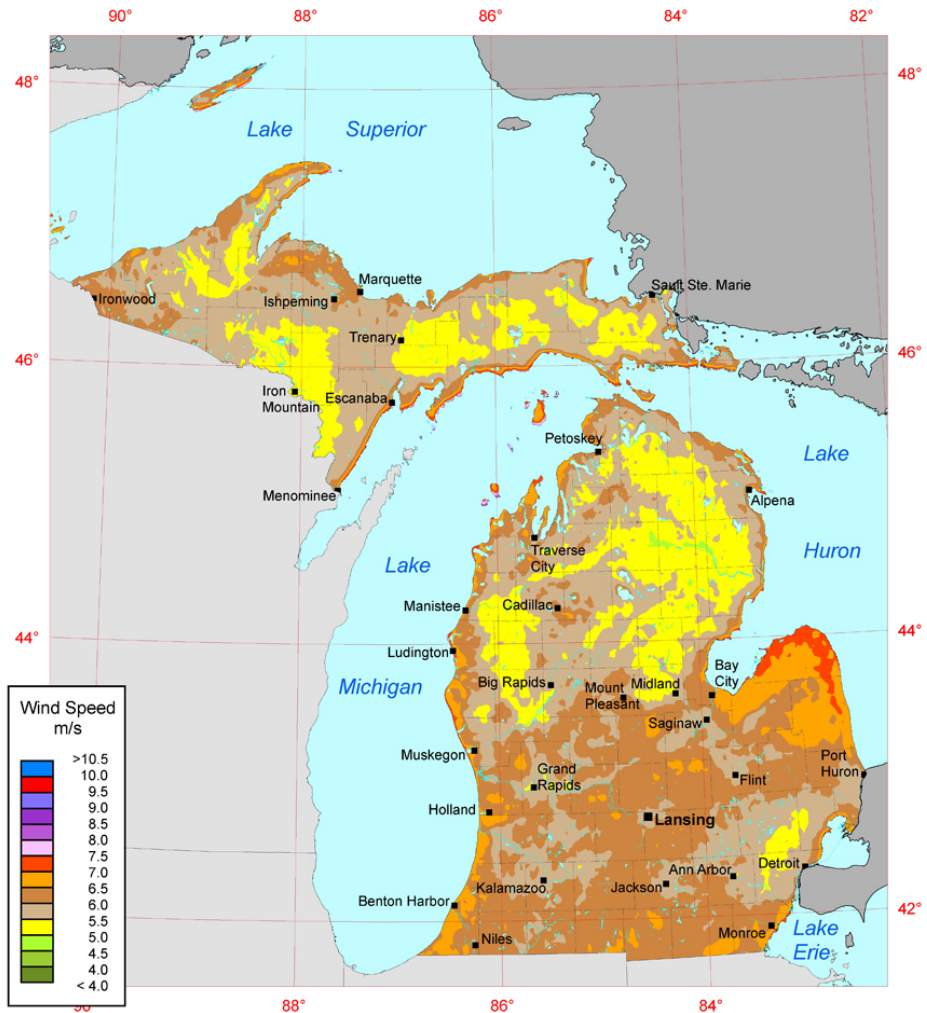 90° 88° 86° 84° 82°
48° 48°
Lake Superior
Marquette
Sault Ste. Marie
Ironwood
Ishpeming
Trenary
46° 46°
Iron
Mountain
Escanaba
Petoskey
Lake
Menominee
Alpena
Traverse
City
Huron
Lake
Manistee
Cadillac
44° 44°
Ludington
Bay
City
Michigan
Big Rapids
Mount
Pleasant
Midland
Saginaw
Wind Speed
m/s
>10.5
10.0
9.5
9.0
8.5
8.0
7.5
7.0
6.5
6.0
5.5
5.0
4.5
4.0
< 4.0
Muskegon
Port
Huron
Grand
Rapids
Flint
Holland
Lansing
Detroit
Ann Arbor
Kalamazoo
Jackson
Benton Harbor
42°
Monroe
Lake
Erie
Niles
90° 88° 86° 84°